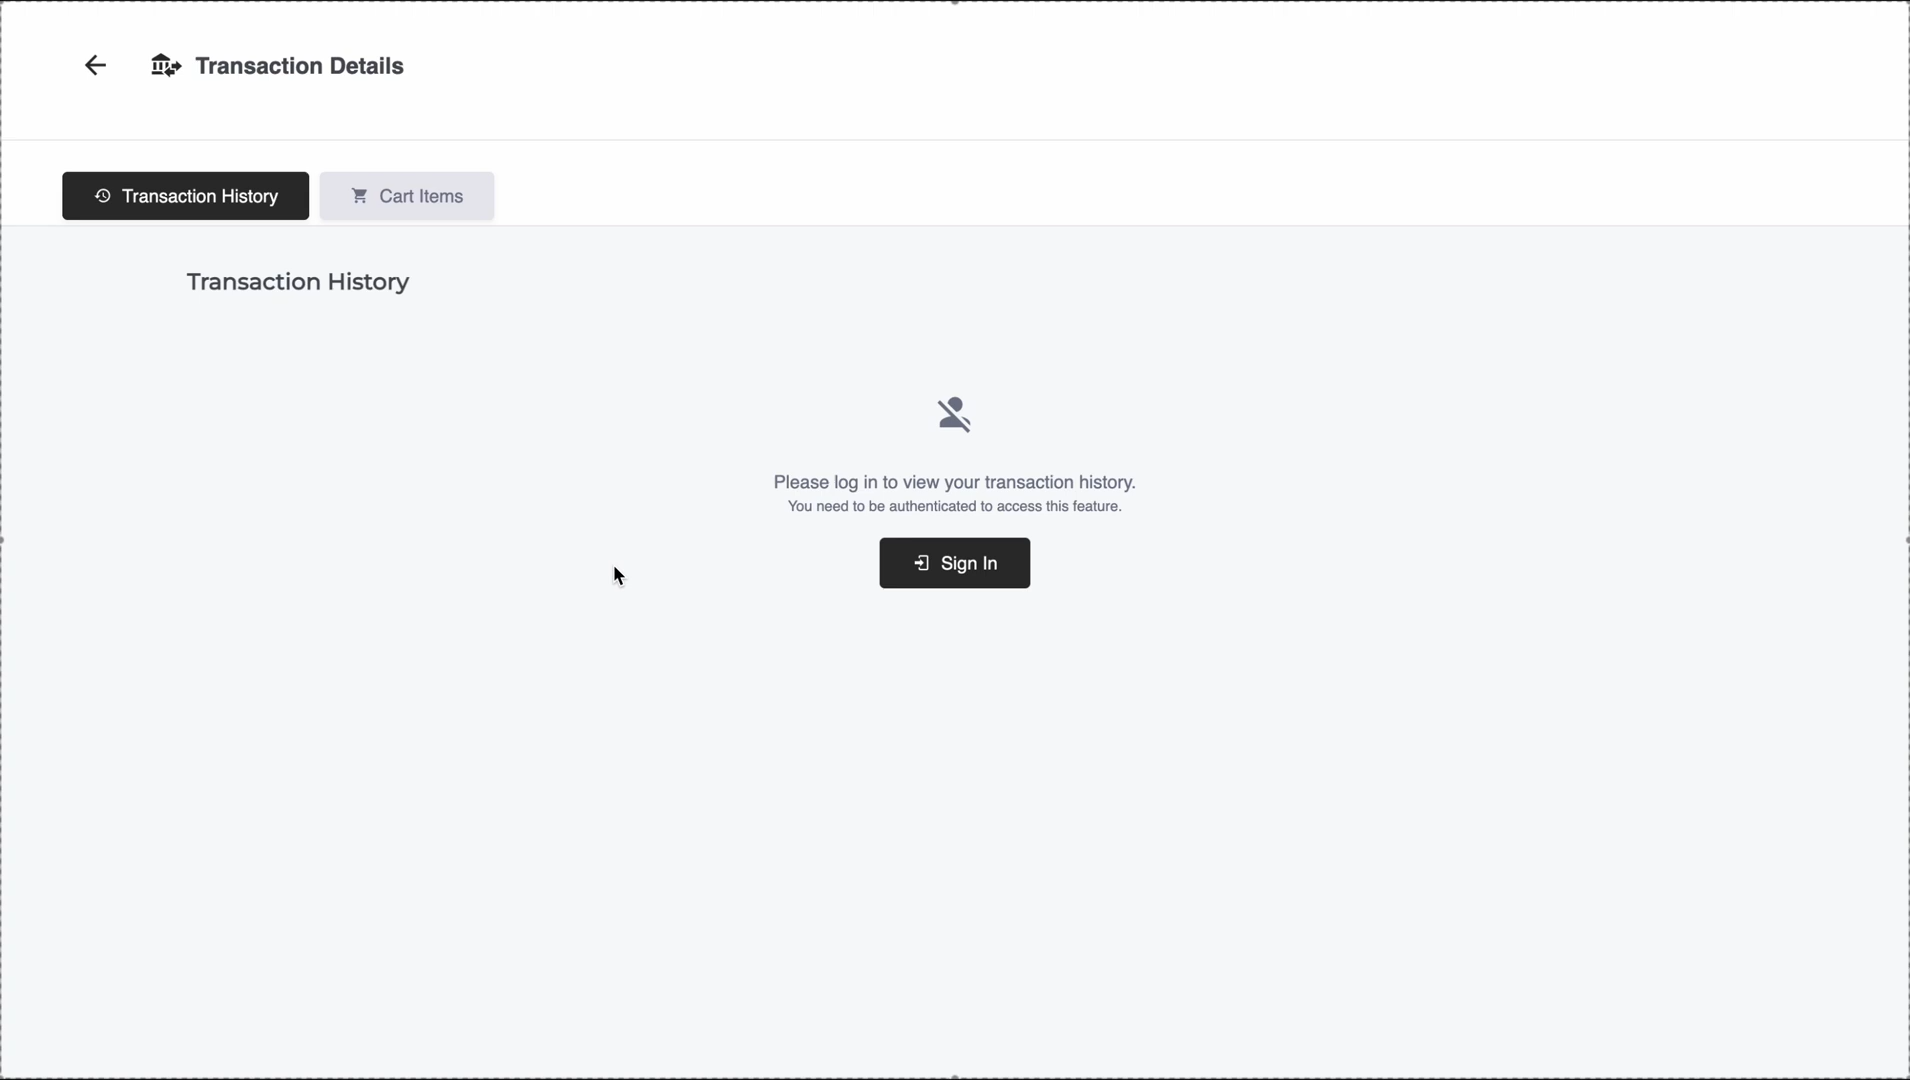 Transaction Details
Transaction History
Cart Items
Transaction History
Please log in to view your transaction history.
You need to be authenticated to access this feature.
Sign In